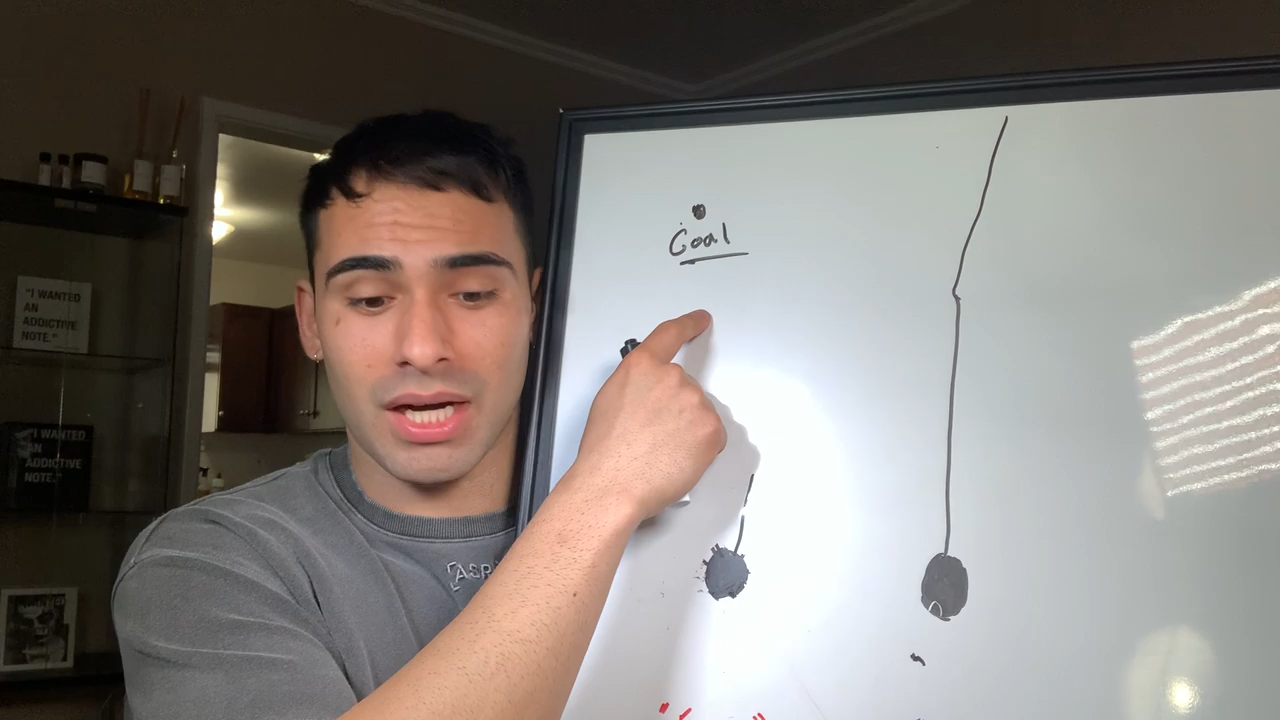 Goal
"I WANTED
AN
ADDICTIVE
NOTE."
"I WANTED
AN
ADDICTIVE
NOTE."